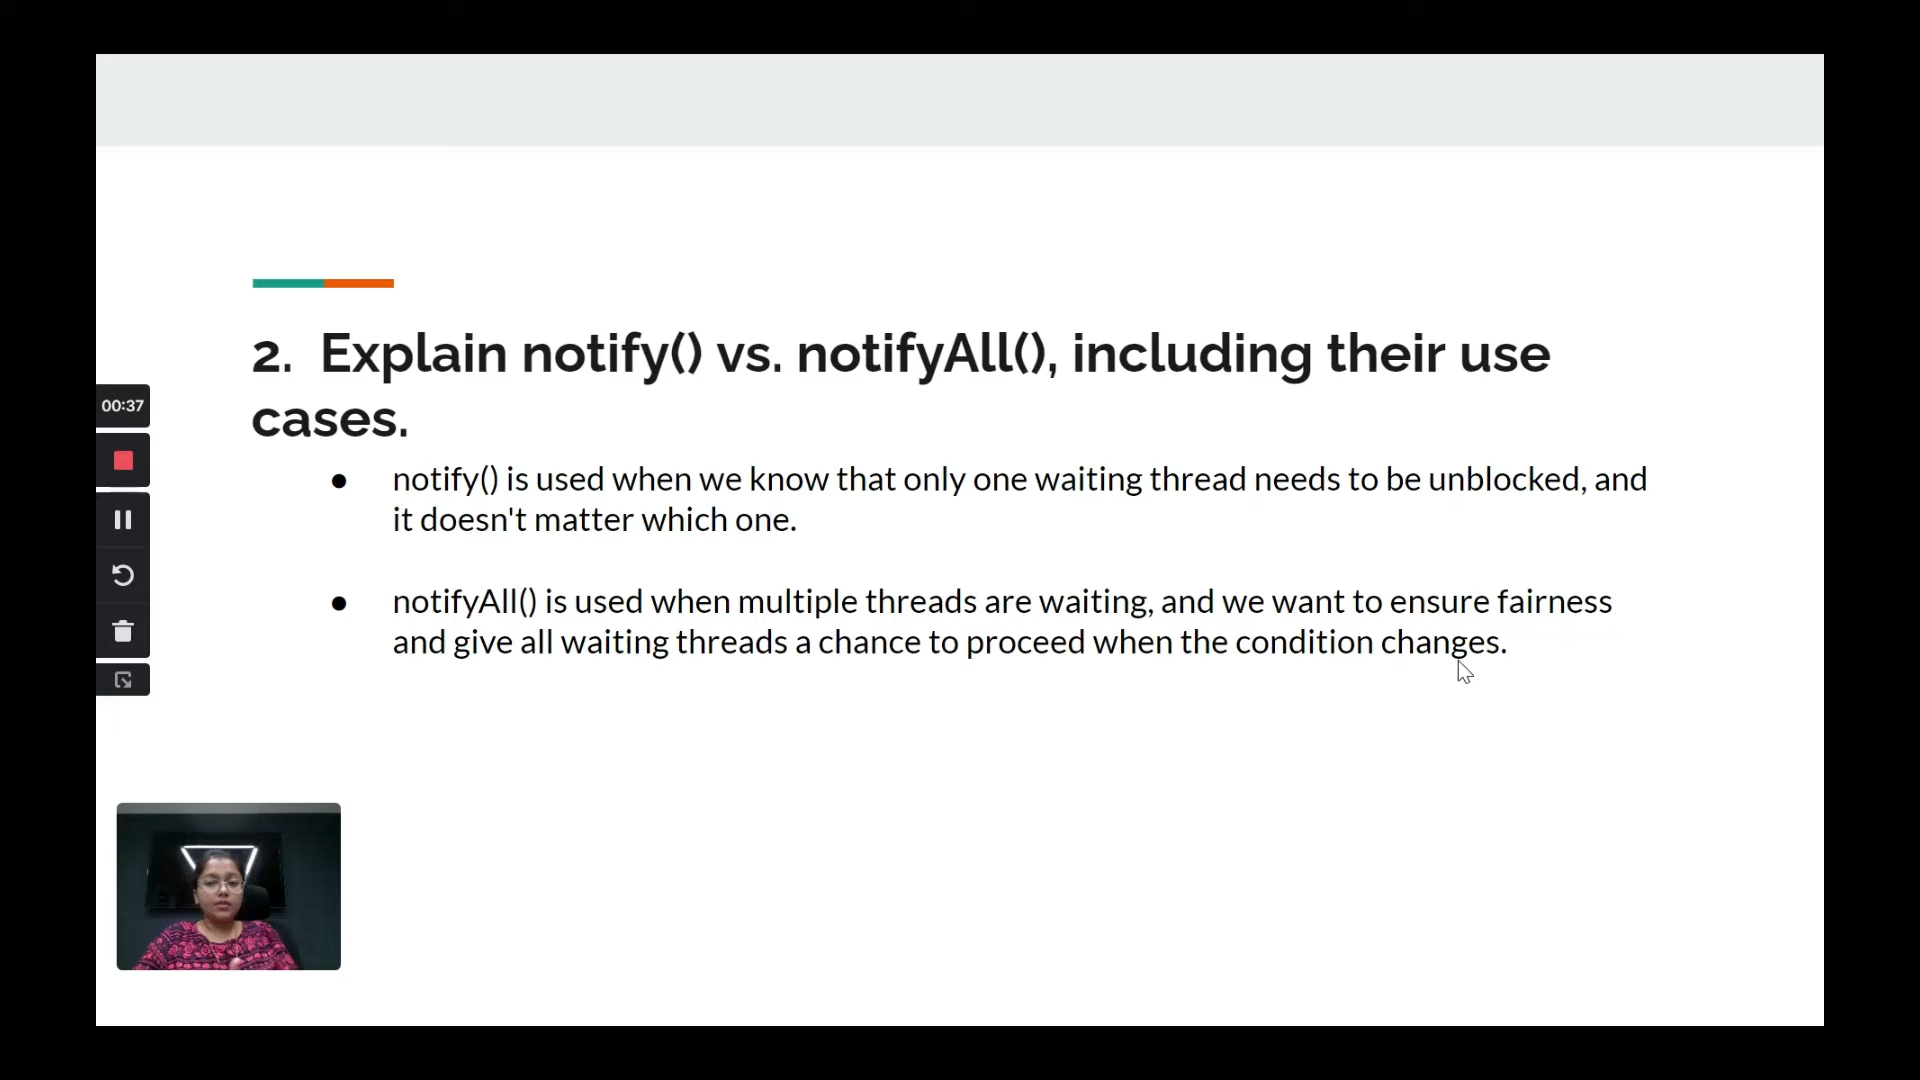 2. Explain notify() vs. notifyAll(), including their use
cases.
00:37
● notify() is used when we know that only one waiting thread needs to be unblocked, and
it doesn't matter which one.
● notifyAll() is used when multiple threads are waiting, and we want to ensure fairness
and give all waiting threads a chance to proceed when the condition changes.